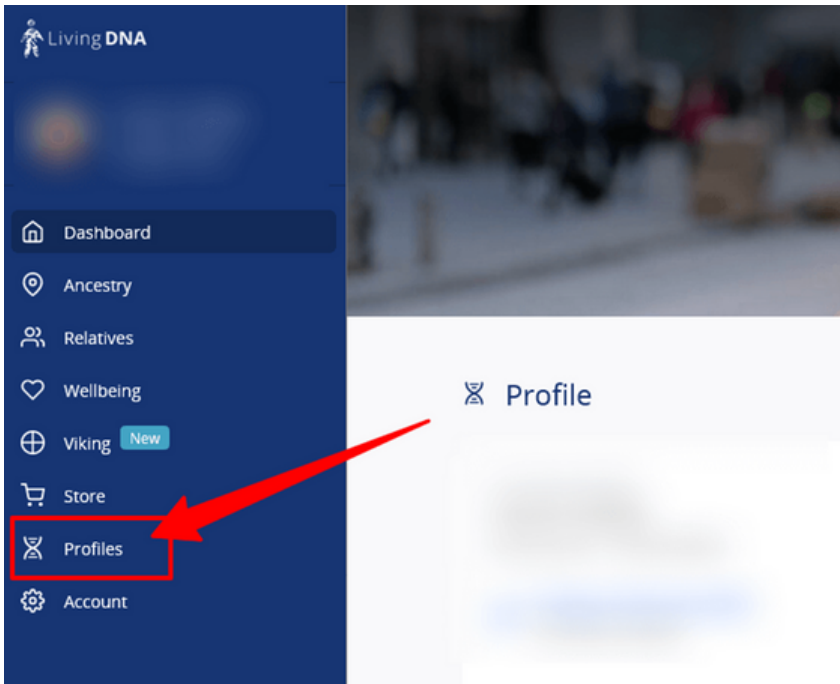 Living DNA
Dashboard
Ancestry
Relatives
Wellbeing
Viking New
Store
Profiles
Account
Profile